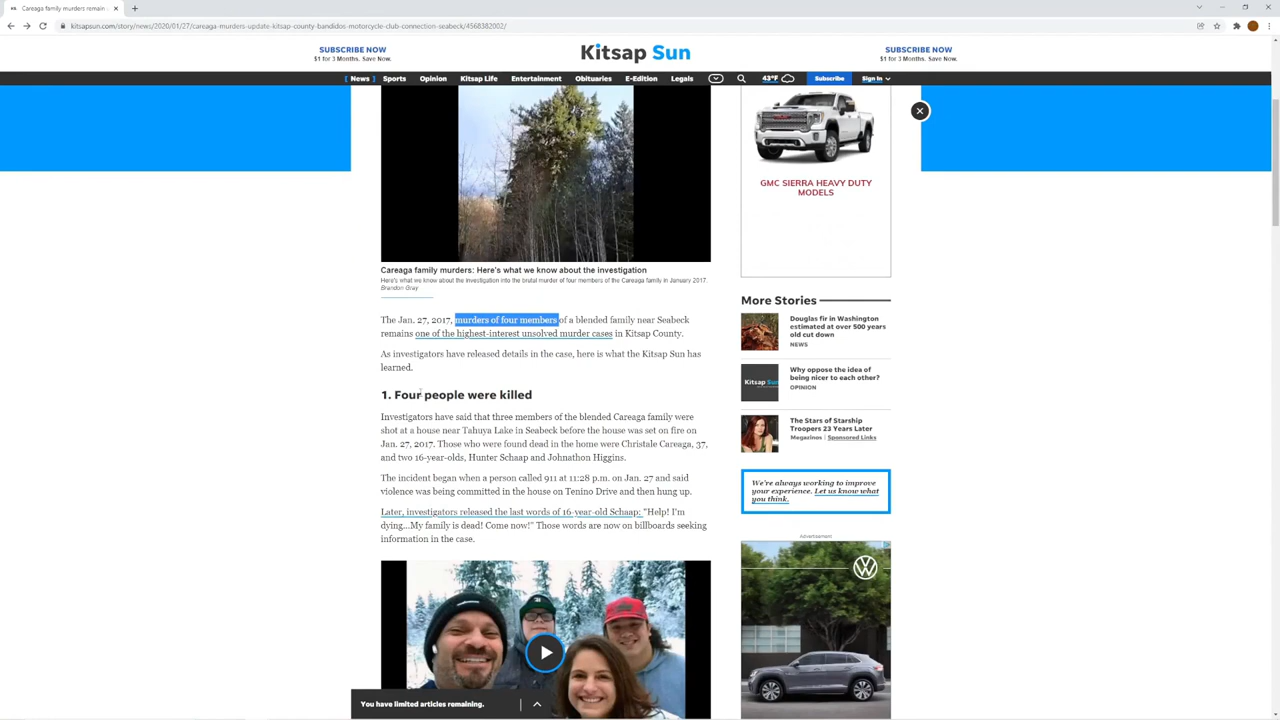 Careaga family murders remain
kitsapsun.com/story/news/2020/01/27/careaga-murders-update-kitsap-county-bandidos-motorcycle-club-connection-seabeck/4568382002/
SUBSCRIBE NOW
$1 for 3 Months. Save Now.
Kitsap Sun
SUBSCRIBE NOW
$1 for 3 Months. Save Now.
[ News ] Sports Opinion Kitsap Life Entertainment Obituaries E-Edition Legals 43°F Subscribe Sign In
GMC SIERRA HEAVY DUTY
MODELS
Careaga family murders: Here's what we know about the investigation
Here's what we know about the investigation into the brutal murder of four members of the Careaga family in January 2017.
Brandon Gray
The Jan. 27, 2017, murders of four members of a blended family near Seabeck
remains one of the highest-interest unsolved murder cases in Kitsap County.
As investigators have released details in the case, here is what the Kitsap Sun has
learned.
1. Four people were killed
Investigators have said that three members of the blended Careaga family were
shot at a house near Tahuya Lake in Seabeck before the house was set on fire on
Jan. 27, 2017. Those who were found dead in the home were Christale Careaga, 37,
and two 16-year-olds, Hunter Schaap and Johnathon Higgins.
The incident began when a person called 911 at 11:28 p.m. on Jan. 27 and said
violence was being committed in the house on Tenino Drive and then hung up.
Later, investigators released the last words of 16-year-old Schaap: "Help! I'm
dying...My family is dead! Come now!" Those words are now on billboards seeking
information in the case.
You have limited articles remaining.
More Stories
Douglas fir in Washington
estimated at over 500 years
old cut down
NEWS
Kitsap Sun
Why oppose the idea of
being nicer to each other?
OPINION
The Stars of Starship
Troopers 23 Years Later
Magazinos | Sponsored Links
We're always working to improve
your experience. Let us know what
you think.
Advertisement